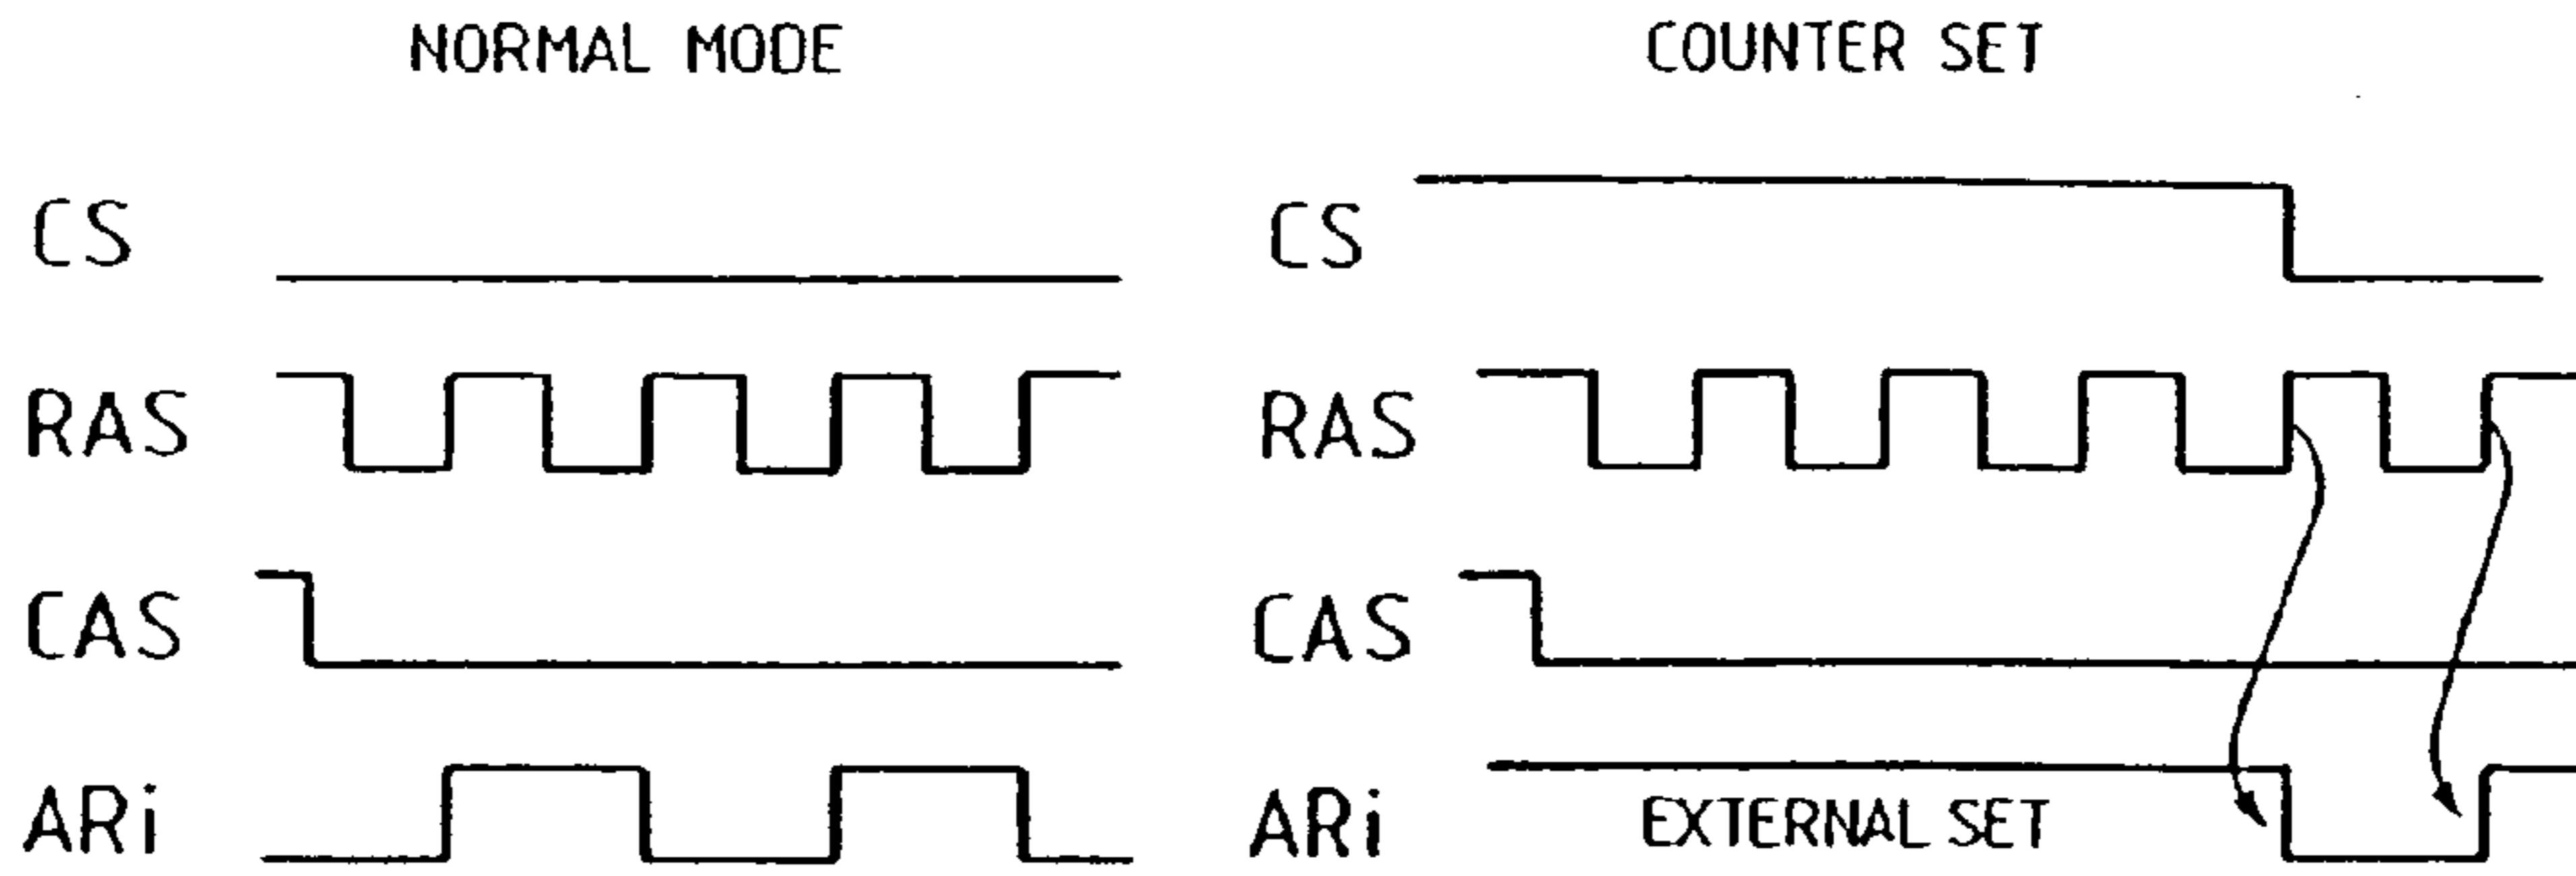 NORMAL MODE
CS
RAS
CAS
ARi
COUNTER SET
CS
RAS
CAS
ARi
EXTERNAL SET